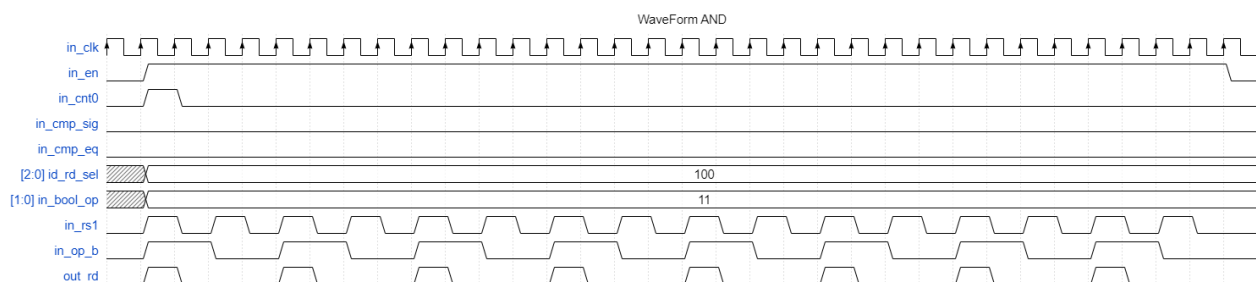 WaveForm AND
in_clk
in_en
in_cnt0
in_cmp_sig
in_cmp_eq
[2:0] id_rd_sel 100
[1:0] in_bool_op 11
in_rs1
in_op_b
out_rd